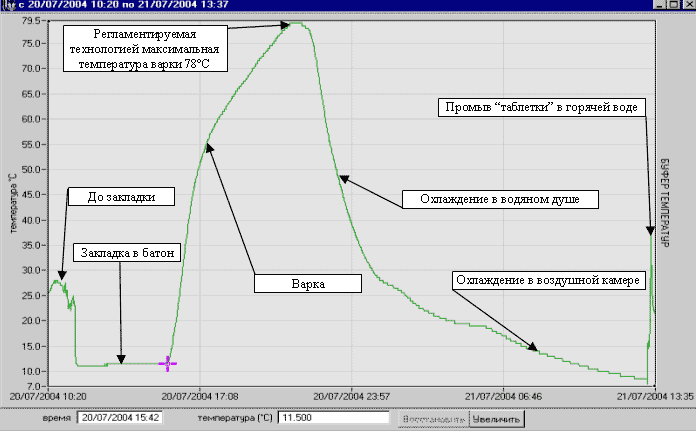 с 20/07/2004 10:20 по 21/07/2004 13:37
79.5
75.0
70.0
65.0
60.0
55.0
50.0
45.0
40.0
35.0
30.0
25.0
20.0
15.0
10.0
7.0
температура °C
Регламентируемая
технологией максимальная
температура варки 78°С
Промыв “таблетки” в горячей воде
До закладки
Закладка в батон
Варка
Охлаждение в водяном душе
Охлаждение в воздушной камере
БУФЕР ТЕМПЕРАТУР
20/07/2004 10:20
20/07/2004 17:08
20/07/2004 23:57
21/07/2004 06:46
21/07/2004 13:35
время 20/07/2004 15:42 температура (°C) 11.500 Восстановить Увеличить